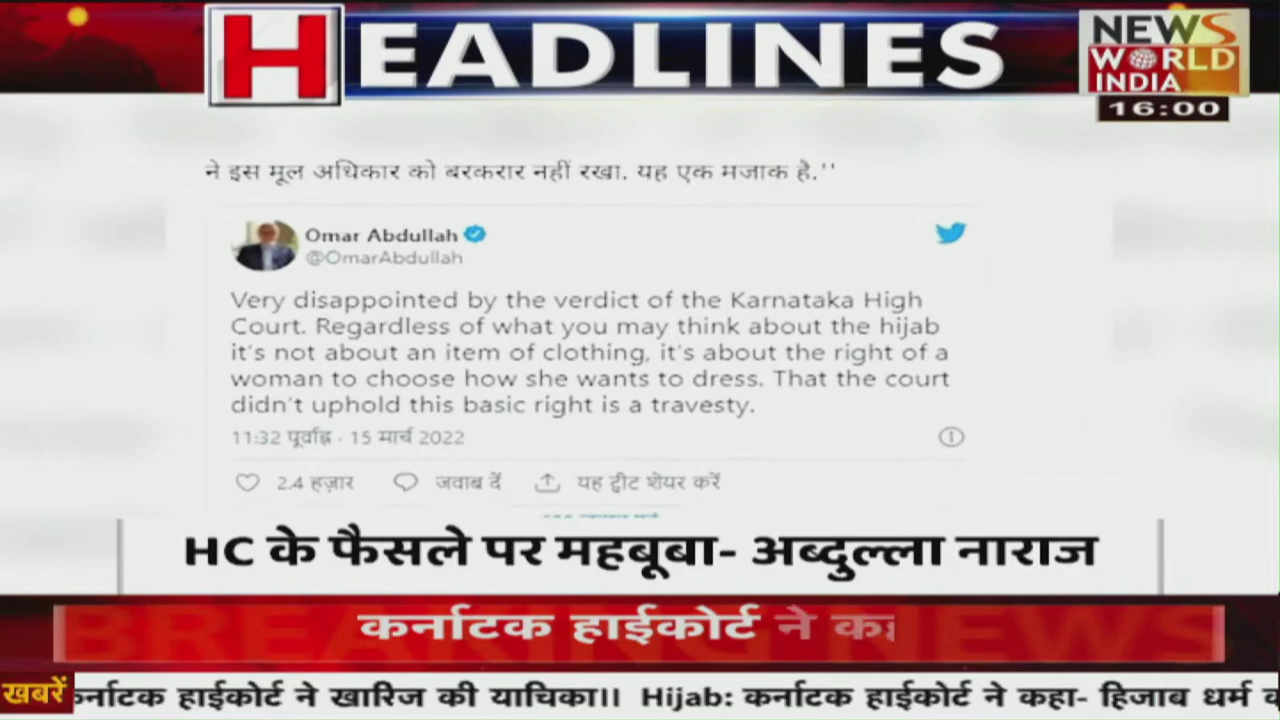 HEADLINES
NEWS
WORLD
INDIA
16:00
ने इस मूल अधिकार को बरकरार नहीं रखा. यह एक मजाक है.''
Omar Abdullah
@OmarAbdullah
Very disappointed by the verdict of the Karnataka High
Court. Regardless of what you may think about the hijab
it's not about an item of clothing, it's about the right of a
woman to choose how she wants to dress. That the court
didn't uphold this basic right is a travesty.
11:32 पूर्वाह्न · 15 मार्च 2022
2.4 हज़ार जवाब दें यह ट्वीट शेयर करें
HC के फैसले पर महबूबा- अब्दुल्ला नाराज
BREAKING NEWS
कर्नाटक हाईकोर्ट ने
खबरें
हाईकोर्ट ने खारिज की याचिका।। Hijab: कर्नाटक हाईकोर्ट ने कहा- हिजाब धर्म